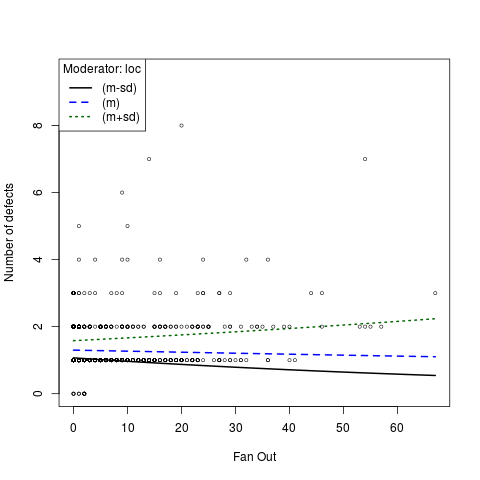 Moderator: loc
(m-sd)
(m)
(m+sd)
Number of defects
0
2
4
6
8
0 10 20 30 40 50 60
Fan Out